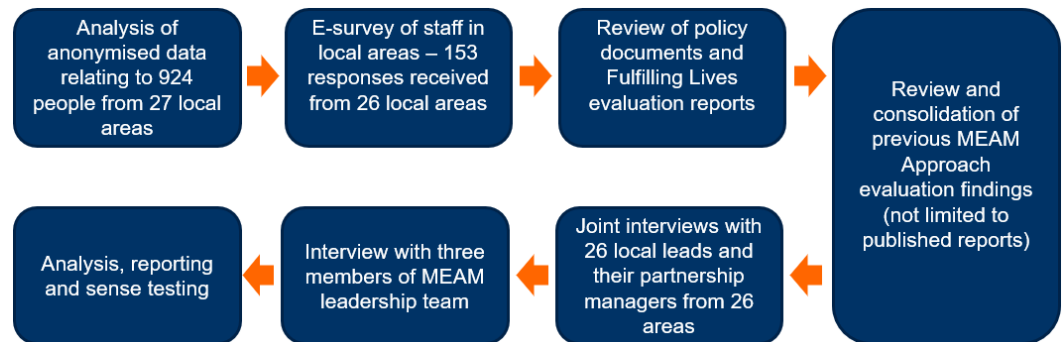 Analysis of
anonymised data
relating to 924
people from 27 local
areas
E-survey of staff in
local areas – 153
responses received
from 26 local areas
Review of policy
documents and
Fulfilling Lives
evaluation reports
Review and
consolidation of
previous MEAM
Approach
evaluation findings
(not limited to
published reports)
Joint interviews with
26 local leads and
their partnership
managers from 26
areas
Interview with three
members of MEAM
leadership team
Analysis, reporting
and sense testing